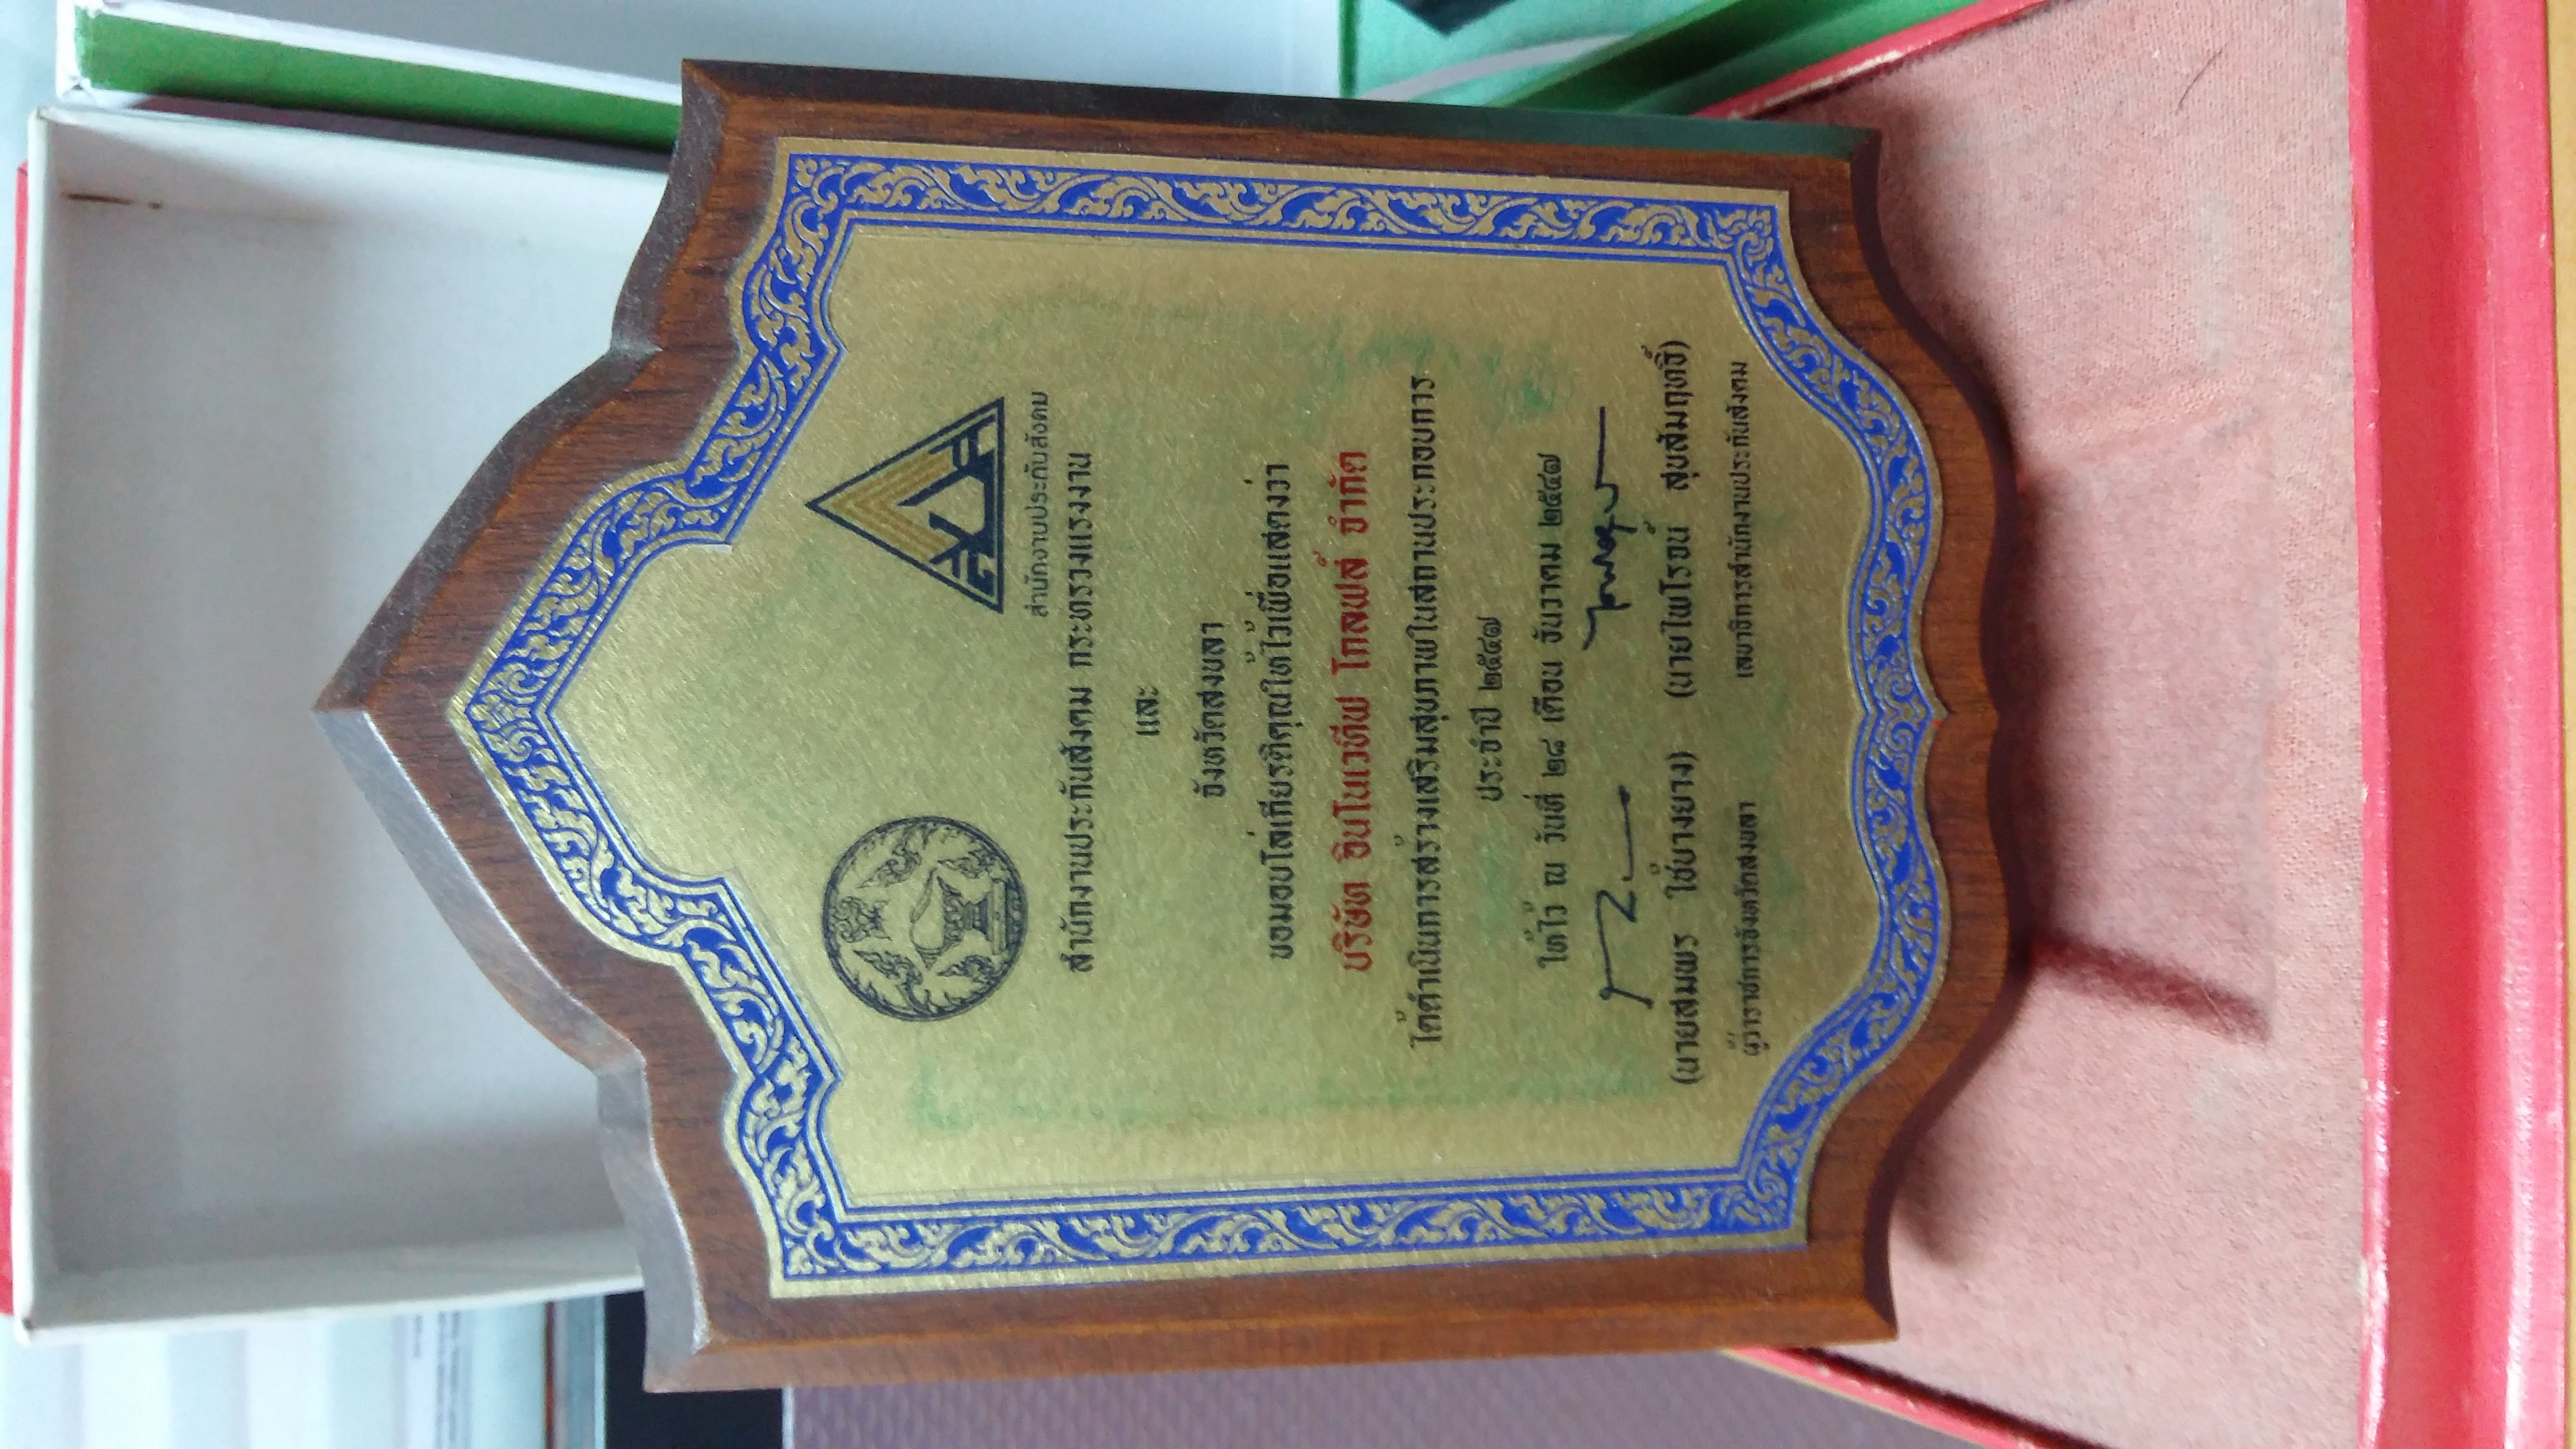 สำนักงานประกันสังคม
สำนักงานประกันสังคม กระทรวงแรงงาน
และ
จังหวัดสงขลา
ขอมอบโล่เกียรติคุณให้ไว้เพื่อแสดงว่า
บริษัท อินโนเวทีฟ โกลฟส์ จำกัด
ได้ดำเนินการสร้างเสริมสุขภาพในสถานประกอบการ
ประจำปี ๒๕๔๗
ให้ไว้ ณ วันที่ ๒๘ เดือน ธันวาคม ๒๕๔๗
(นายสมพร ใช้บางยาง) (นายไพโรจน์ สุขสัมฤทธิ์)
ผู้ว่าราชการจังหวัดสงขลา เลขาธิการสำนักงานประกันสังคม